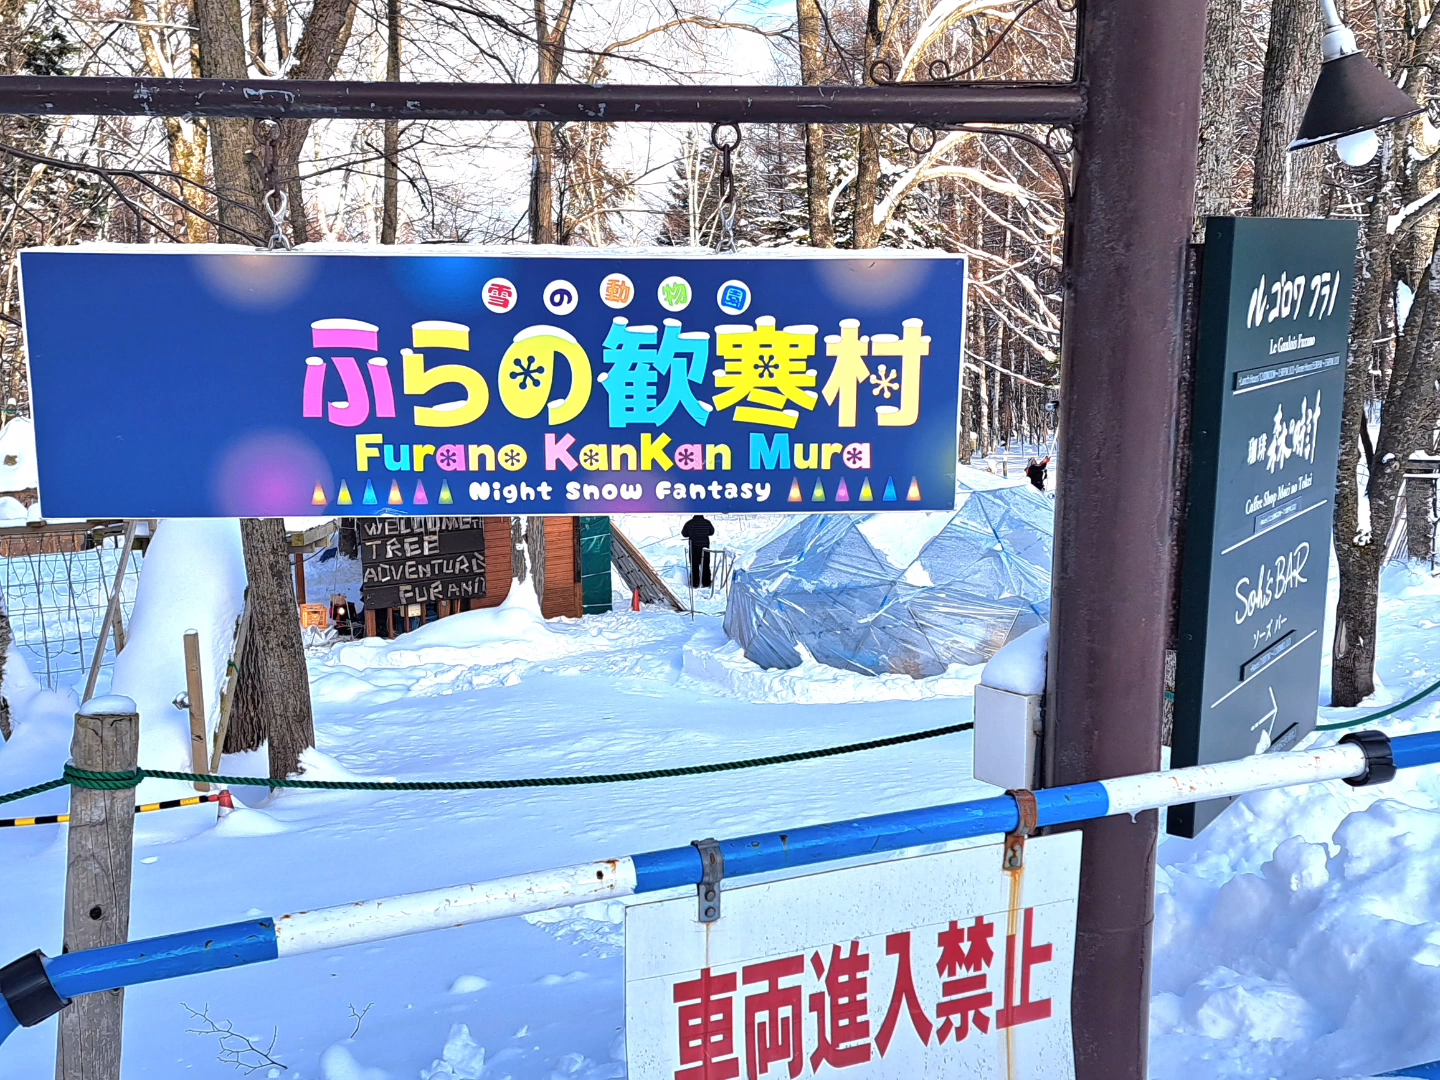 雪の動物園
ふらの歓寒村
Furano KanKan Mura
Night Snow Fantasy
WELCOME!!
TREE
ADVENTURE
FURANO
ル・ゴロワ フラノ
Le Gaulois Furano
珈琲 森の時計
Coffee Shop Mori no Tokei
Soh's BAR
ソーズ バー
車両進入禁止